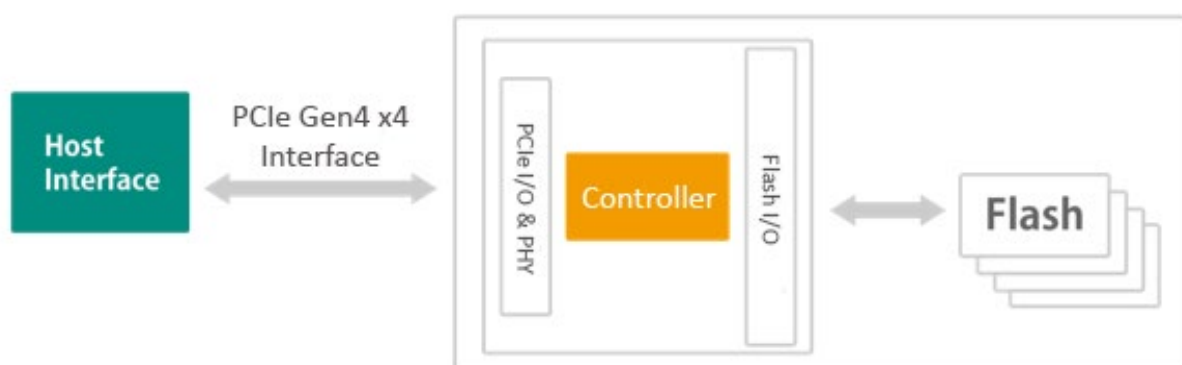 Host
Interface
PCIe Gen4 x4
Interface
PCIe I/O & PHY
Controller
Flash I/O
Flash